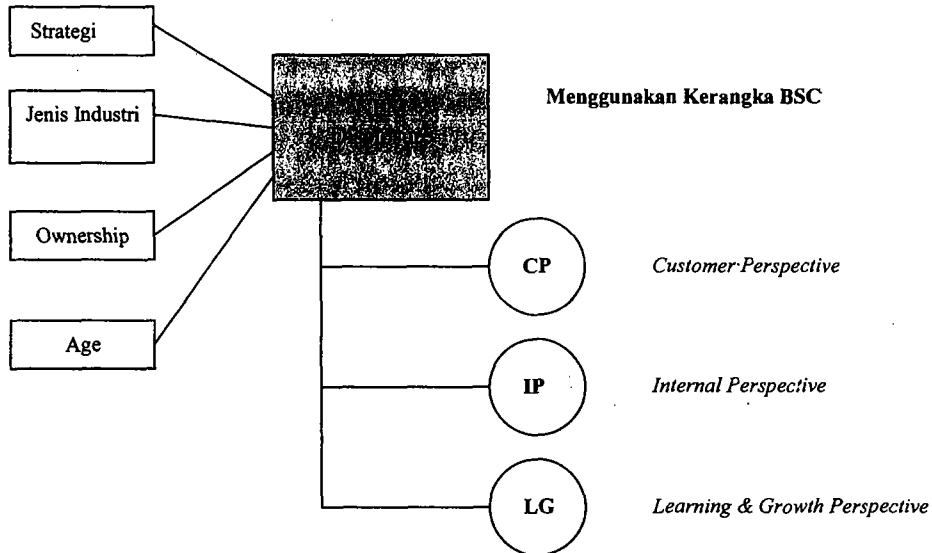 Strategi
Jenis Industri
Ownership
Age
Menggunakan Kerangka BSC
CP
Customer Perspective
IP
Internal Perspective
LG
Learning & Growth Perspective